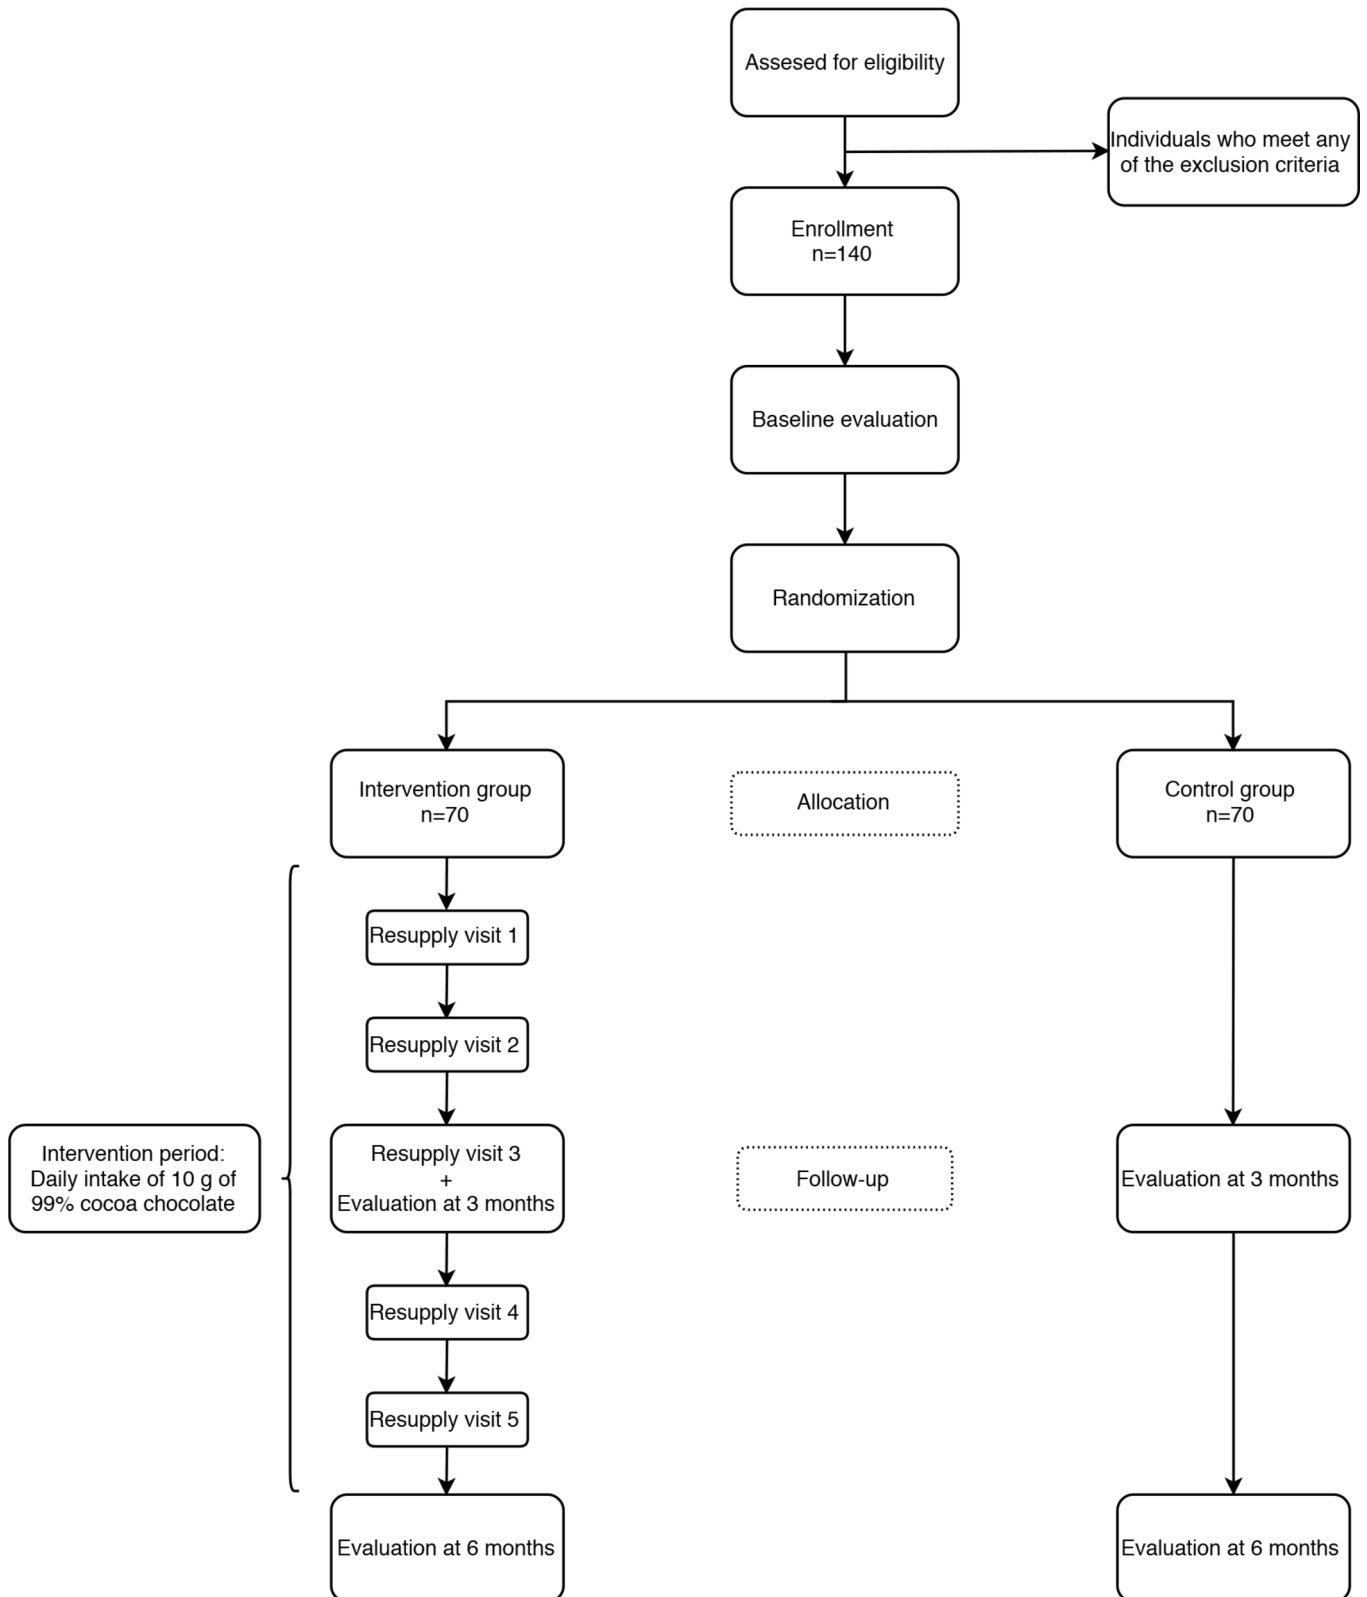 Assesed for eligibility
Individuals who meet any
of the exclusion criteria
Enrollment
n=140
Baseline evaluation
Randomization
Intervention group
n=70
Allocation
Control group
n=70
Resupply visit 1
Resupply visit 2
Intervention period:
Daily intake of 10 g of
99% cocoa chocolate
Resupply visit 3
+
Evaluation at 3 months
Follow-up
Evaluation at 3 months
Resupply visit 4
Resupply visit 5
Evaluation at 6 months
Evaluation at 6 months